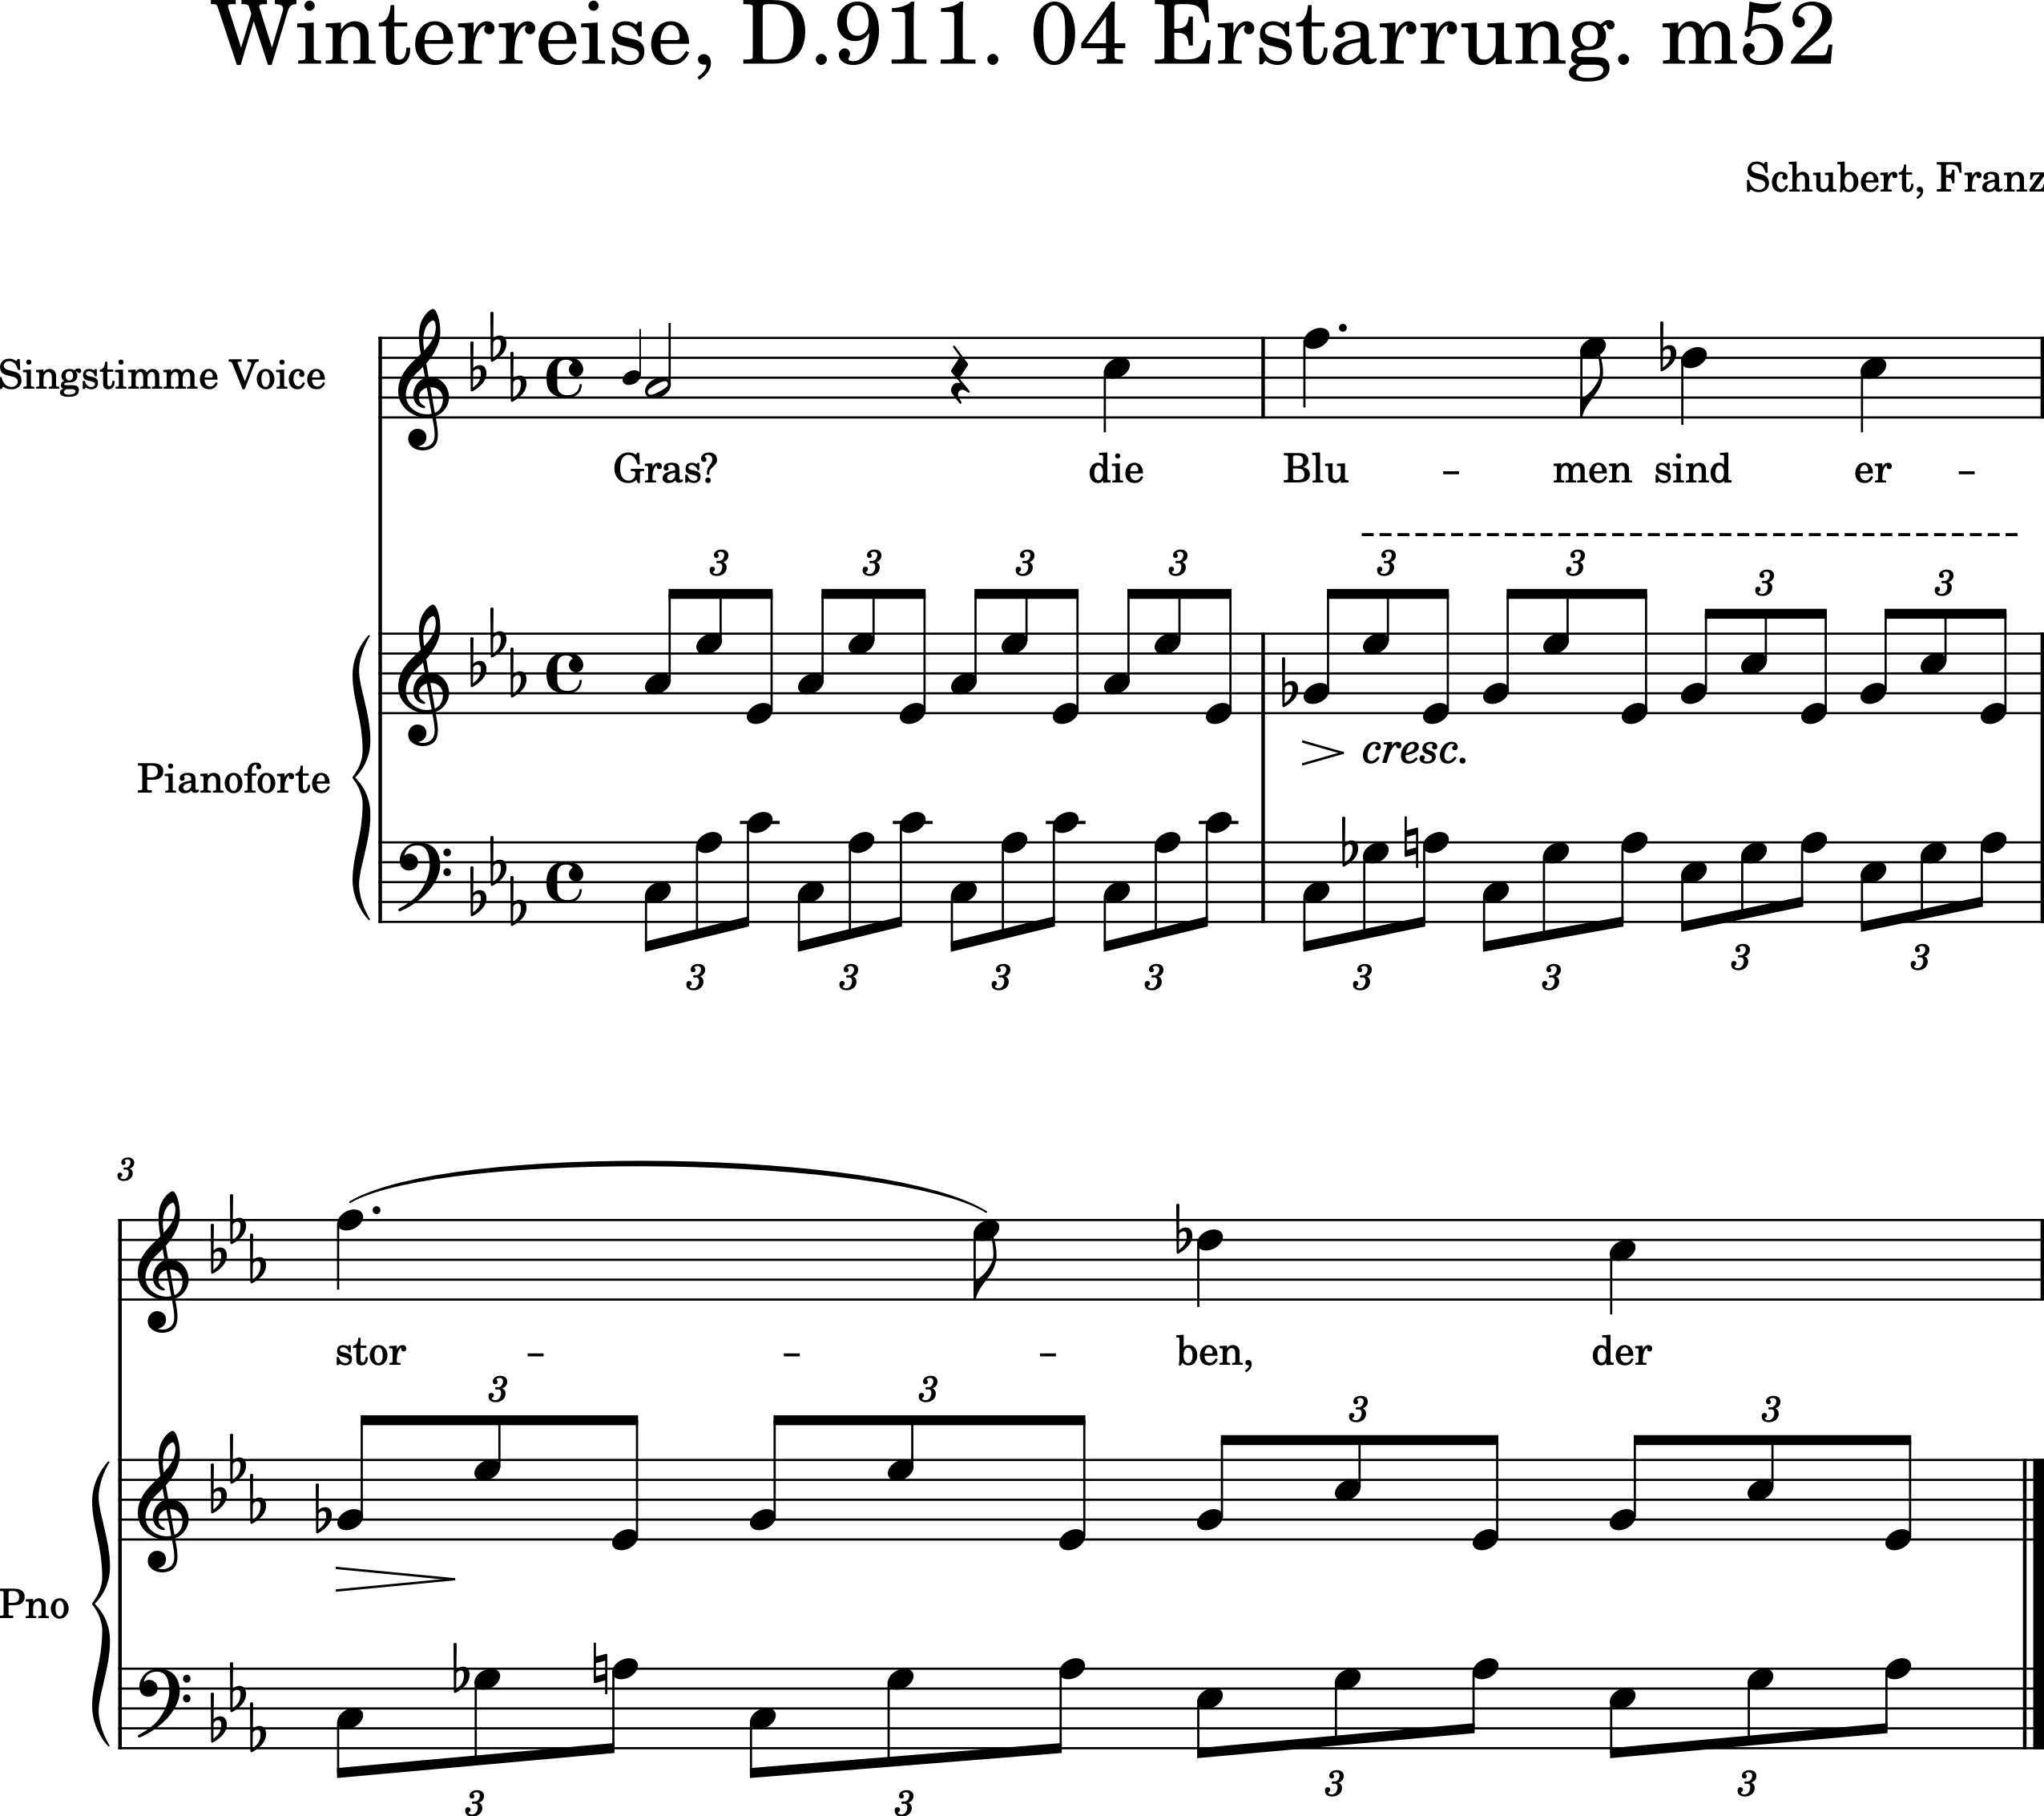 Winterreise, D.911. 04 Erstarrung. m52
Schubert, Franz
Singstimme Voice
Gras? die Blu - men sind er -
3 3 3 3 3 3 3 3
Pianoforte
cresc.
3 3 3 3 3 3 3 3
3
stor - - - ben, der
3 3 3 3
Pno
3 3 3 3